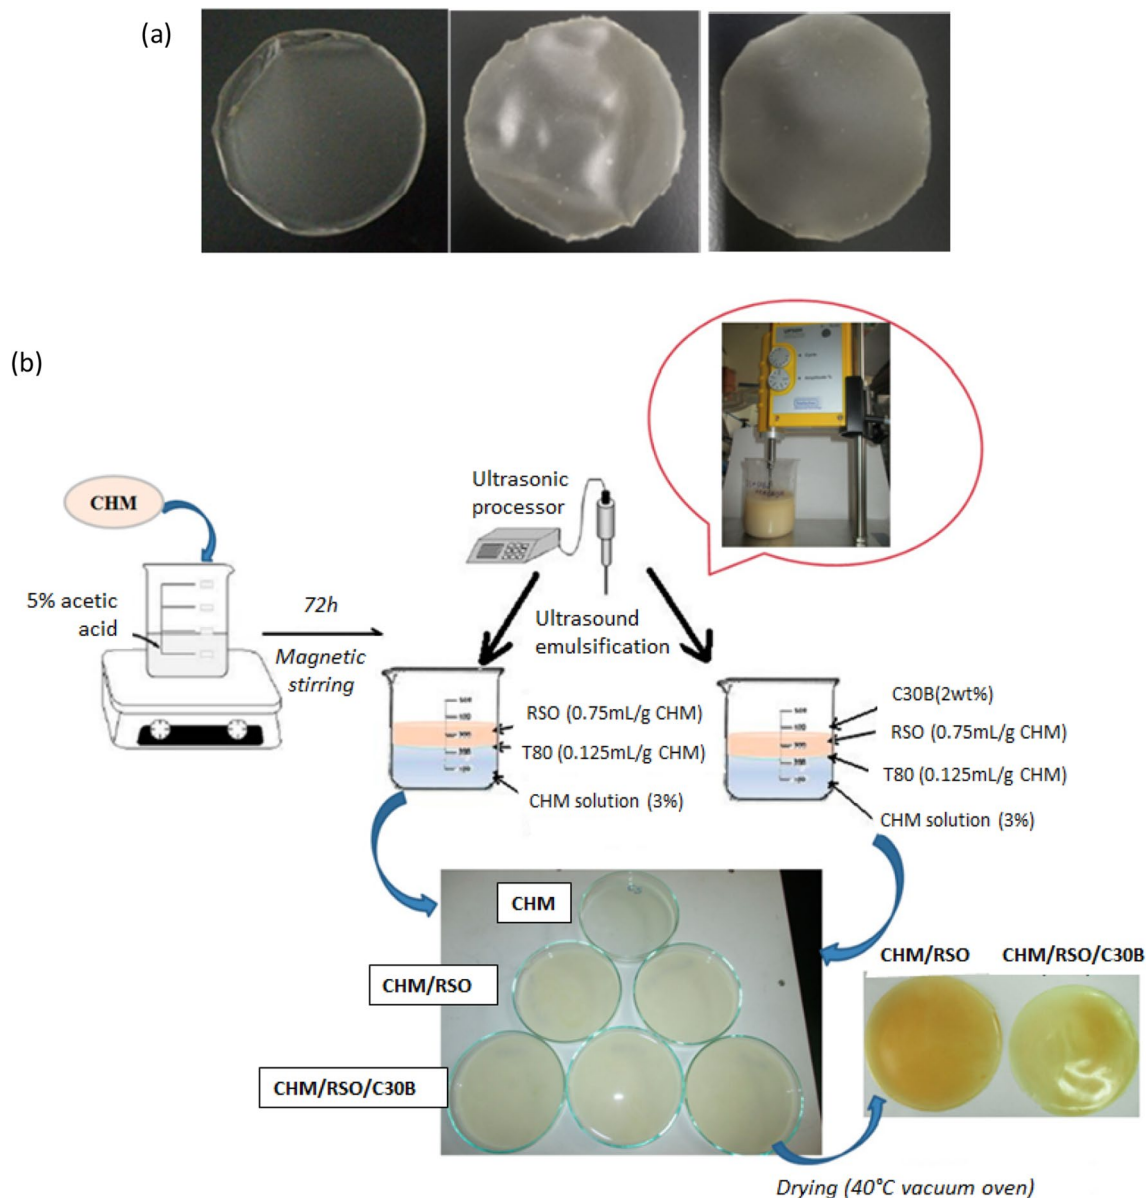 (a)
(b)
CHM
5% acetic
acid
72h
Magnetic
stirring
Ultrasonic
processor
Ultrasound
emulsification
RSO (0.75mL/g CHM)
T80 (0.125mL/g CHM)
CHM solution (3%)
C30B(2wt%)
RSO (0.75mL/g CHM)
T80 (0.125mL/g CHM)
CHM solution (3%)
CHM
CHM/RSO
CHM/RSO/C30B
CHM/RSO
CHM/RSO/C30B
Drying (40°C vacuum oven)